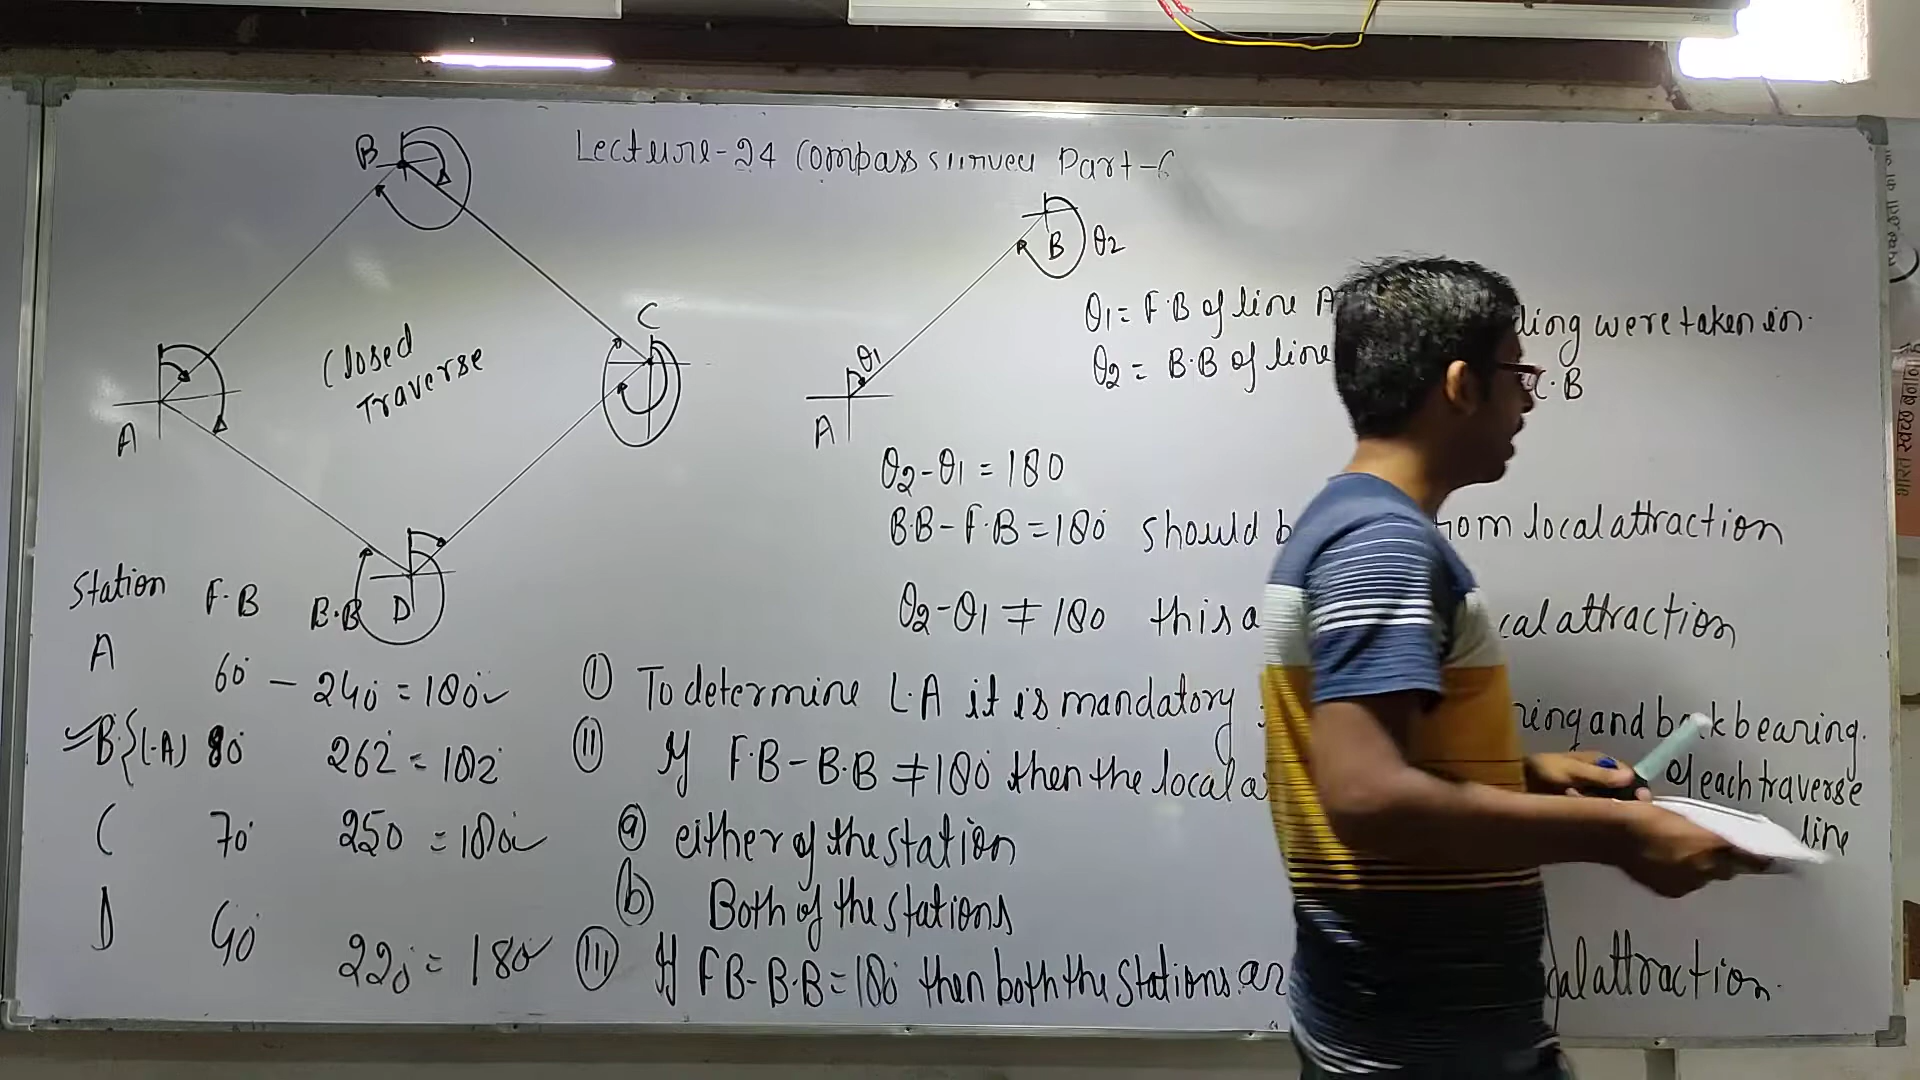 Lecture-24 Compass survey Part-6
B
C
Closed
Traverse
A
D
B
θ2
θ1
A
θ1 = F.B of line A ding were taken in
θ2 = B.B of line C.B
θ2-θ1 = 180
B.B - F.B = 180° should b om local attraction
θ2-θ1 ≠ 180 this a cal attraction
Station F.B B.B
A 60° - 240° = 180° ✓
✓B{L.A) 80° 262° = 182°
C 70° 250 = 180° ✓
D 40° 220° = 180° ✓
① To determine L.A it is mandatory ring and back bearing.
of each traverse
line
⑪ If F.B - B.B ≠ 180° then the local a
ⓐ either of the station
ⓑ Both of the stations
⑪I If FB - B.B = 180° then both the stations ar cal attraction.